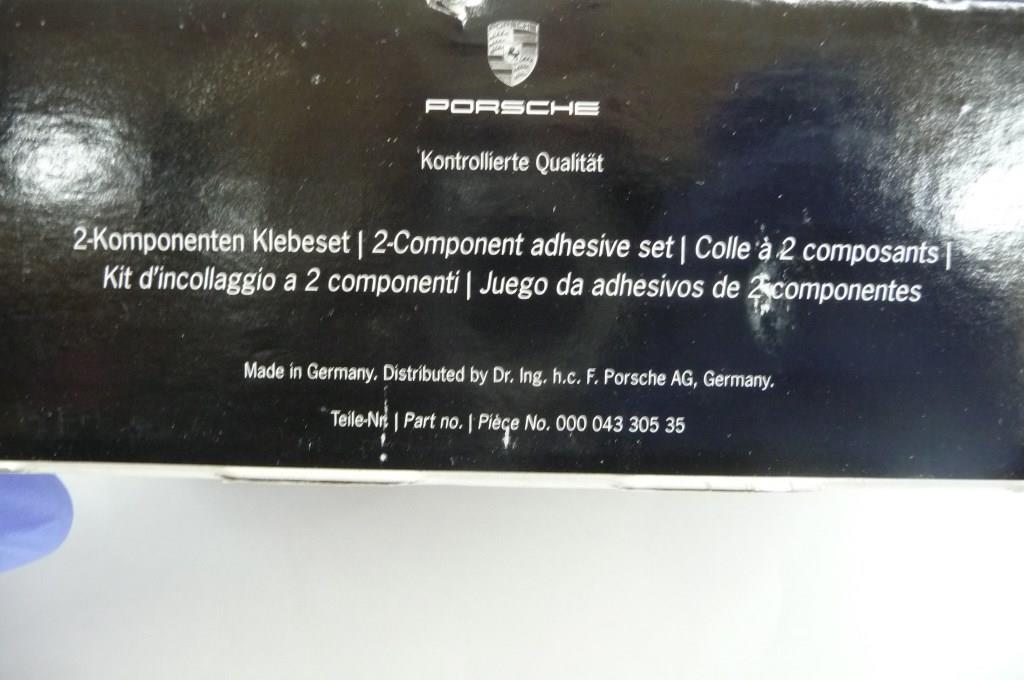 PORSCHE
PORSCHE
Kontrollierte Qualität
2-Komponenten Klebeset | 2-Component adhesive set | Colle à 2 composants |
Kit d'incollaggio a 2 componenti | Juego da adhesivos de 2 componentes
Made in Germany. Distributed by Dr. Ing. h.c. F. Porsche AG, Germany.
Teile-Nr. | Part no. | Pièce No. 000 043 305 35